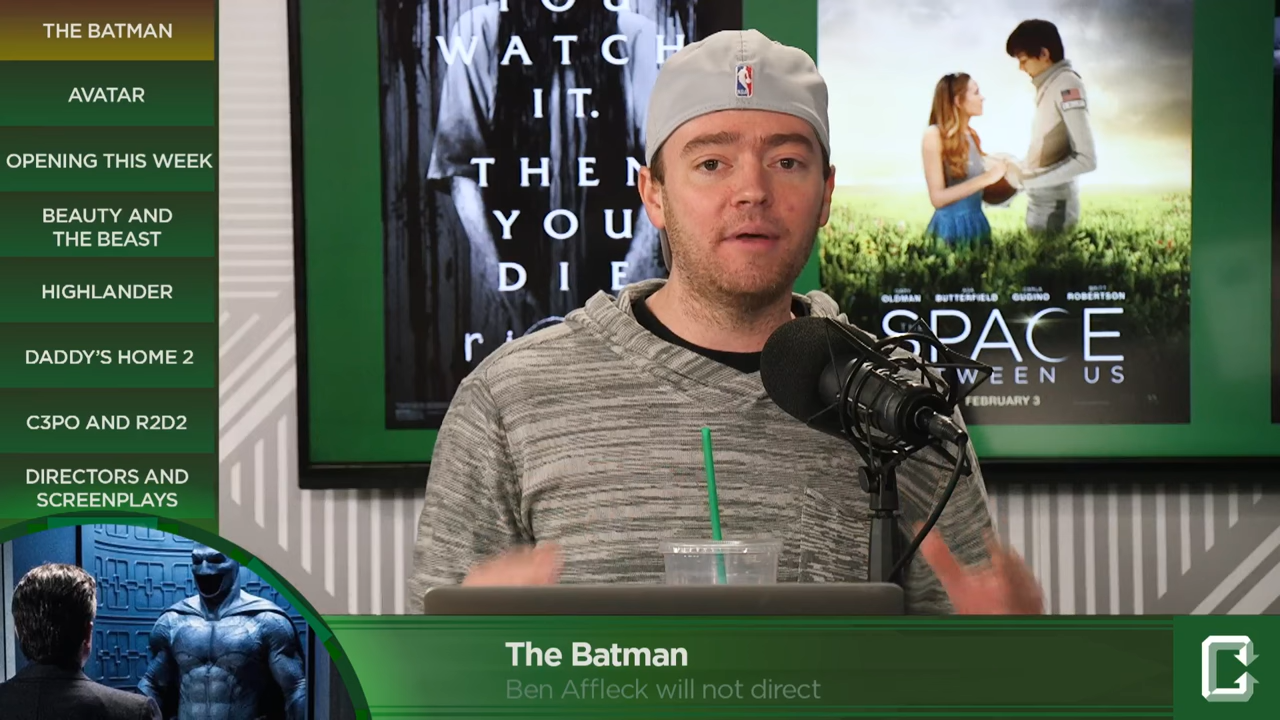 THE BATMAN
AVATAR
OPENING THIS WEEK
BEAUTY AND
THE BEAST
HIGHLANDER
DADDY'S HOME 2
C3PO AND R2D2
DIRECTORS AND
SCREENPLAYS
YOU
WATCH
IT.
THEN
YOU
DIE
OLDMAN BUTTERFIELD GUGINO ROBERTSON
SPACE
TWEEN US
FEBRUARY 3
The Batman
Ben Affleck will not direct